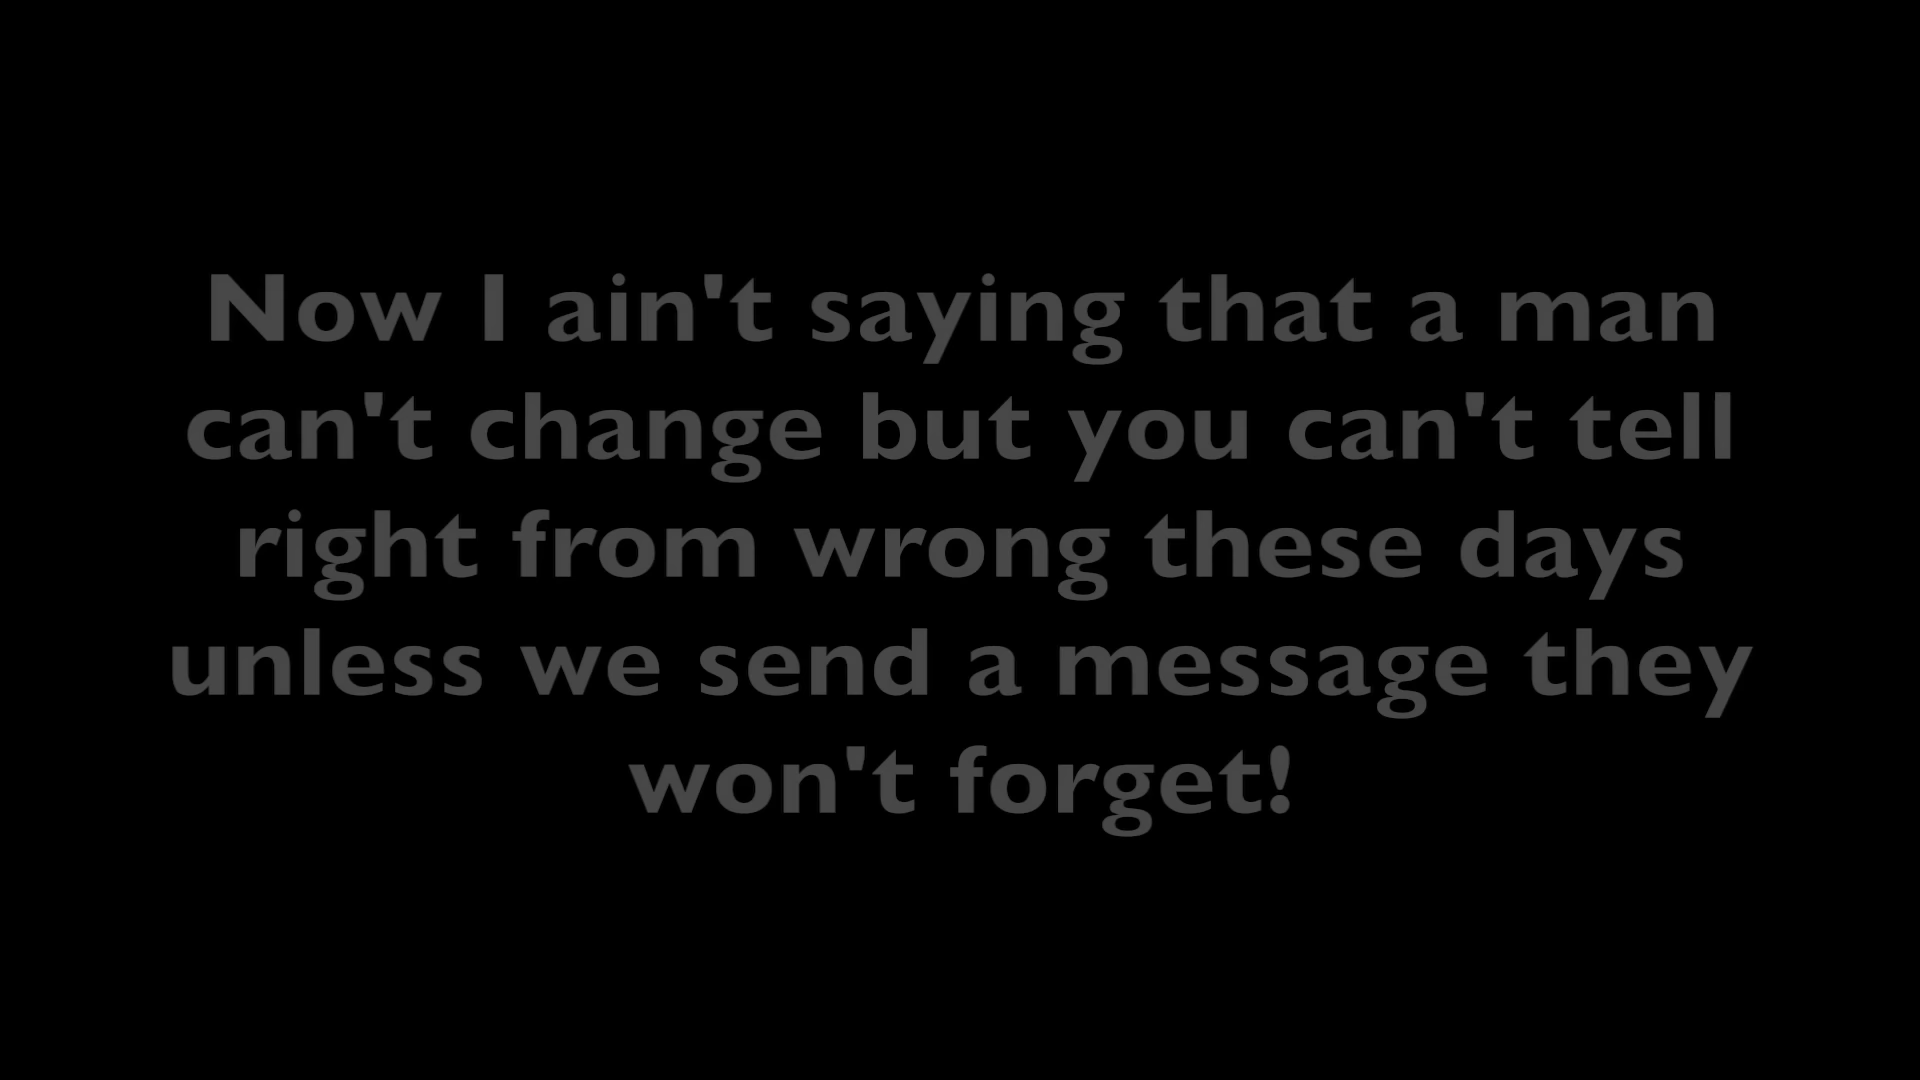 Now I ain't saying that a man
can't change but you can't tell
right from wrong these days
unless we send a message they
won't forget!